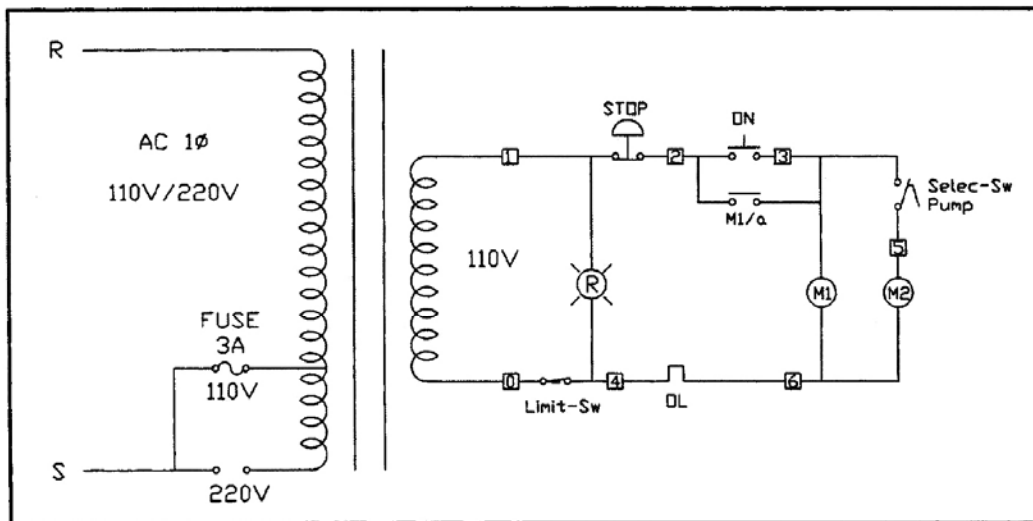 R
AC 1ø
110V/220V
FUSE
3A
110V
S
220V
110V
1
STOP
2
ON
3
M1/a
Selec-Sw
Pump
5
R
M1
M2
0
Limit-Sw
4
OL
6